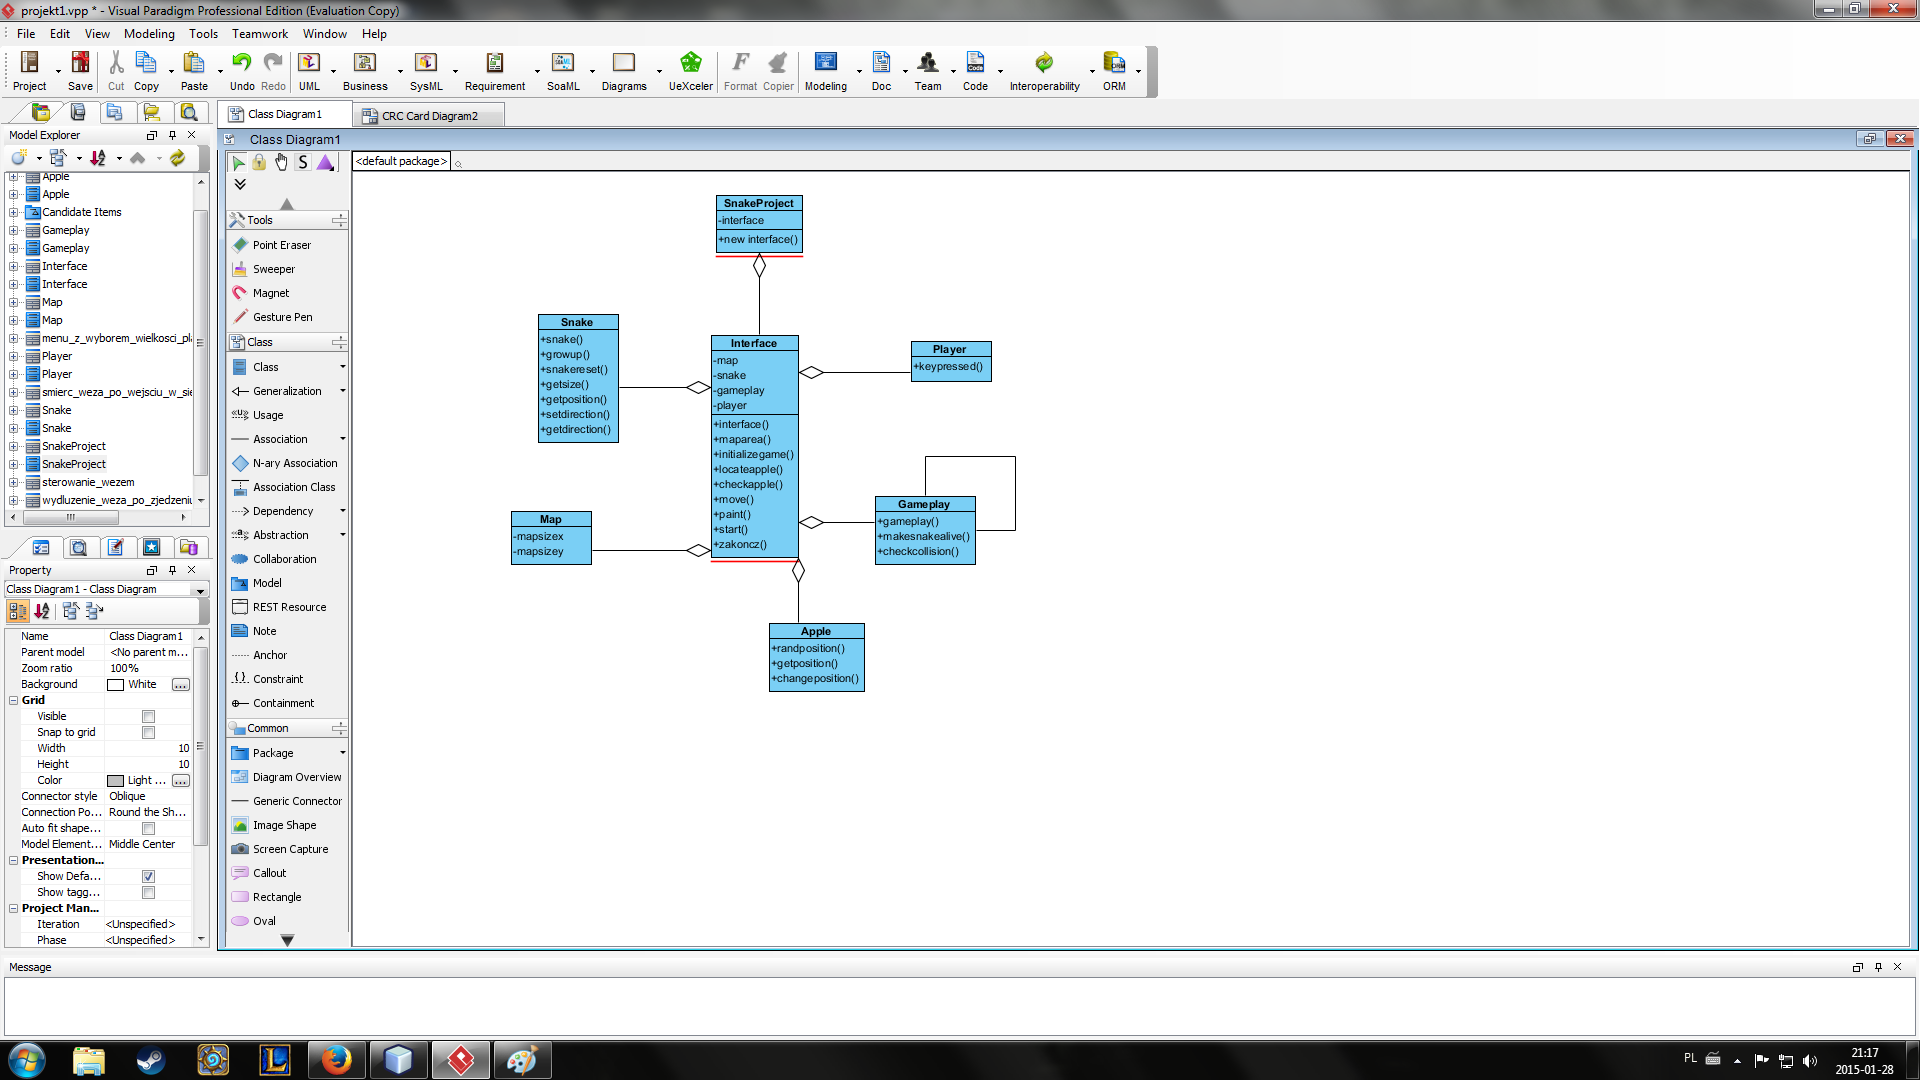 projekt1.vpp * - Visual Paradigm Professional Edition (Evaluation Copy)
File Edit View Modeling Tools Teamwork Window Help
Project Save Cut Copy Paste Undo Redo UML Business SysML Requirement SoaML Diagrams UeXceler Format Copier Modeling Doc Team Code Interoperability ORM
Class Diagram1 CRC Card Diagram2
Model Explorer
Apple
Apple
Candidate Items
Gameplay
Gameplay
Interface
Interface
Map
Map
menu_z_wyborem_wielkosci_pl
Player
Player
smierc_weza_po_wejsciu_w_sie
Snake
Snake
SnakeProject
SnakeProject
sterowanie_wezem
wydluzenie_weza_po_zjedzeniu
Property
Class Diagram1 - Class Diagram
Name Class Diagram1
Parent model <No parent m...
Zoom ratio 100%
Background White ...
Grid
Visible
Snap to grid
Width 10
Height 10
Color Light ... ...
Connector style Oblique
Connection Po... Round the Sh...
Auto fit shape...
Model Element... Middle Center
Presentation...
Show Defa...
Show tagg...
Project Man...
Iteration <Unspecified>
Phase <Unspecified>
Class Diagram1
<default package>
S
Tools
Point Eraser
Sweeper
Magnet
Gesture Pen
Class
Class
Generalization
Usage
Association
N-ary Association
Association Class
Dependency
Abstraction
Collaboration
Model
REST Resource
Note
Anchor
Constraint
Containment
Common
Package
Diagram Overview
Generic Connector
Image Shape
Screen Capture
Callout
Rectangle
Oval
SnakeProject
-interface
+new interface()
Snake
+snake()
+growup()
+snakereset()
+getsize()
+getposition()
+setdirection()
+getdirection()
Interface
-map
-snake
-gameplay
-player
+interface()
+maparea()
+initializegame()
+locateapple()
+checkapple()
+move()
+paint()
+start()
+zakoncz()
Player
+keypressed()
Map
-mapsizex
-mapsizey
Gameplay
+gameplay()
+makesnakealive()
+checkcollision()
Apple
+randposition()
+getposition()
+changeposition()
Message
PL
21:17
2015-01-28